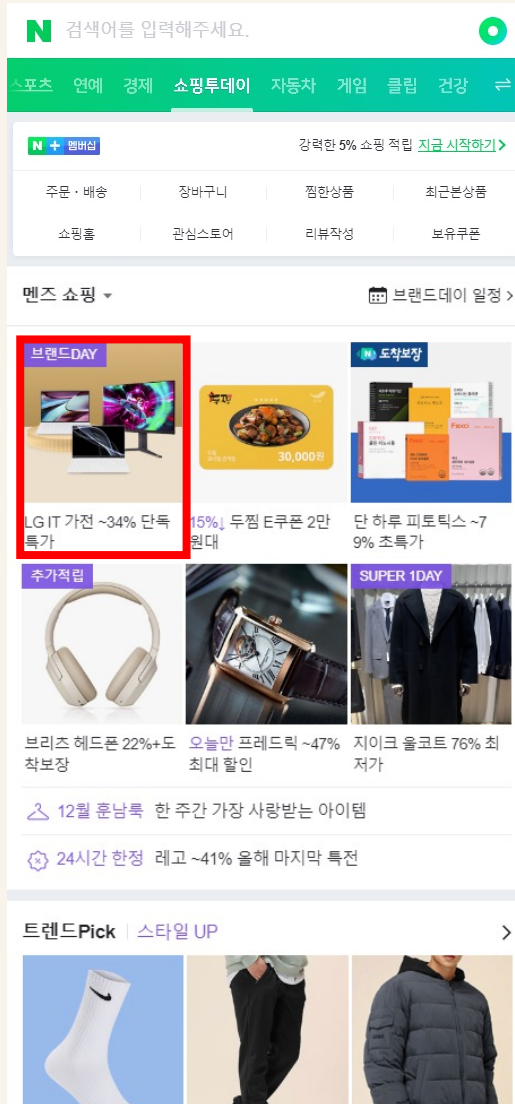 N 검색어를 입력해주세요.
스포츠 연예 경제 쇼핑투데이 자동차 게임 클립 건강
N + 멤버십 강력한 5% 쇼핑 적립 지금 시작하기
주문・배송 장바구니 찜한상품 최근본상품
쇼핑홈 관심스토어 리뷰작성 보유쿠폰
멘즈 쇼핑 브랜드데이 일정
브랜드DAY
N 도착보장
두찜
30,000원
Fexo
Fexo
LG IT 가전 ~34% 단독
특가
15%↓ 두찜 E쿠폰 2만
원대
단 하루 피토틱스 ~7
9% 초특가
추가적립
SUPER 1DAY
브리츠 헤드폰 22%+도
착보장
오늘만 프레드릭 ~47%
최대 할인
지이크 울코트 76% 최
저가
12월 훈남룩 한 주간 가장 사랑받는 아이템
24시간 한정 레고 ~41% 올해 마지막 특전
트렌드Pick 스타일 UP